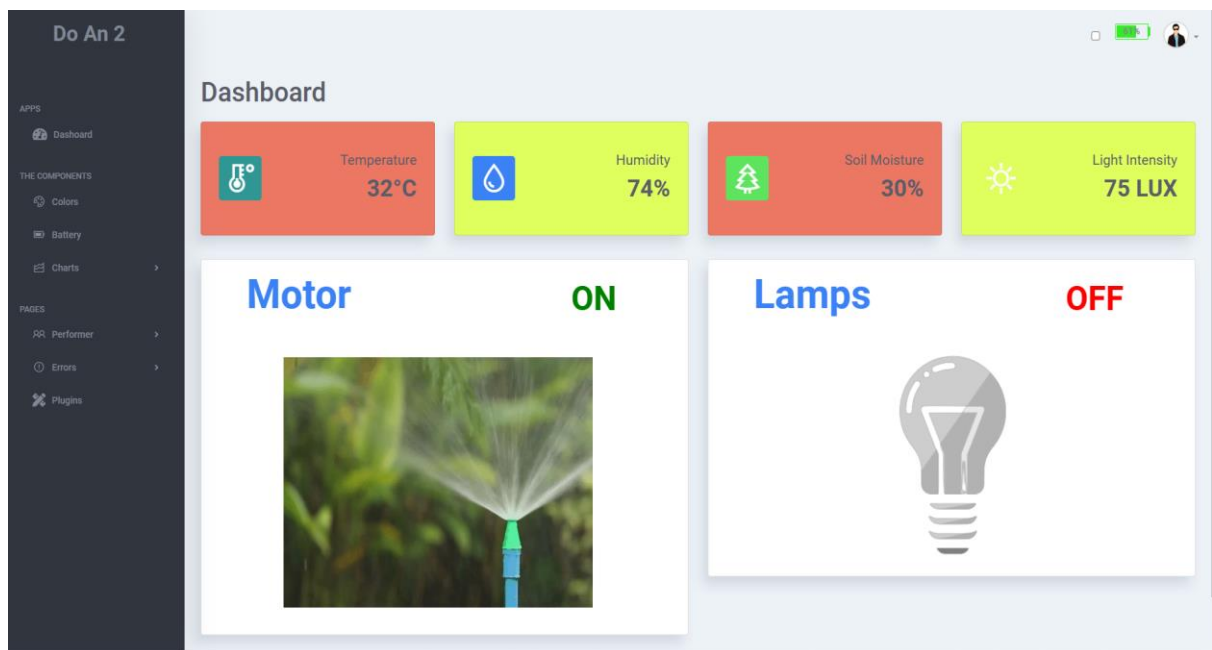 Do An 2
APPS
Dashoard
THE COMPONENTS
Colors
Battery
Charts
PAGES
Performer
Errors
Plugins
Dashboard
Temperature
32°C
Humidity
74%
Soil Moisture
30%
Light Intensity
75 LUX
Motor
ON
Lamps
OFF